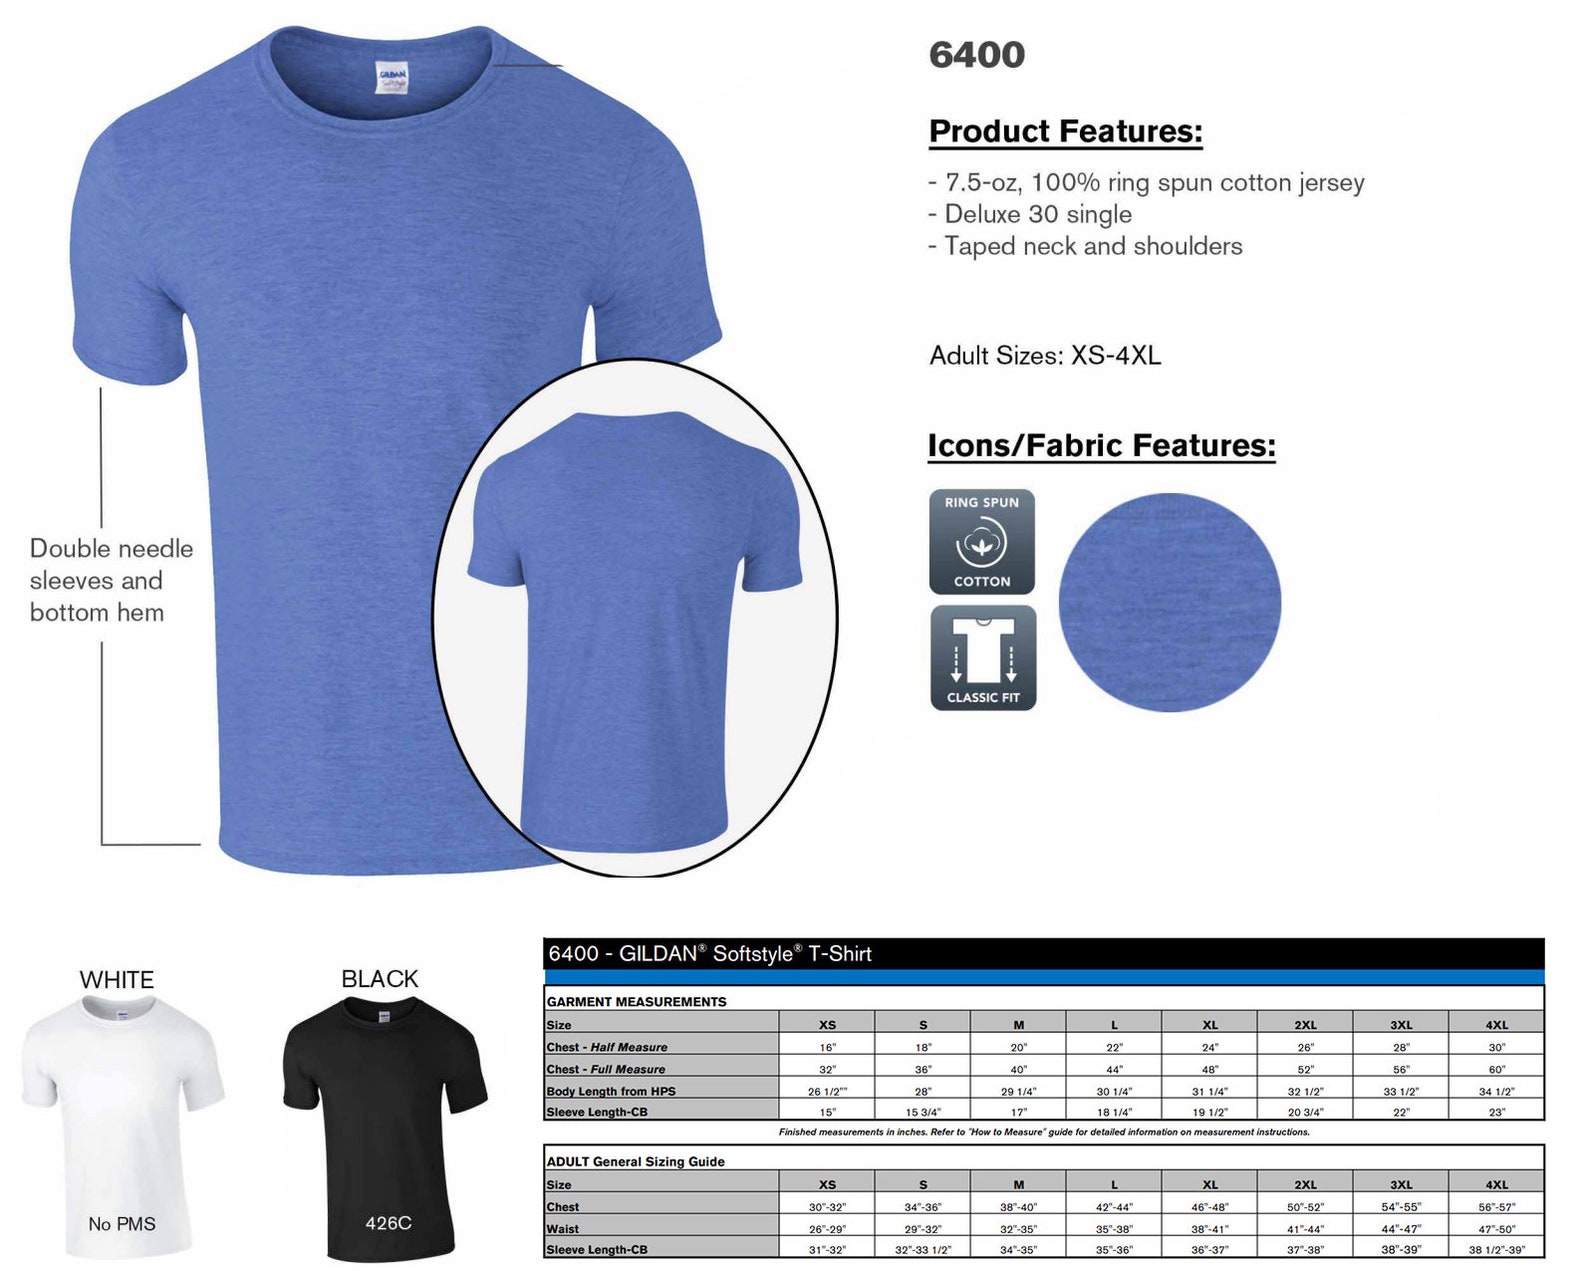 GILDAN
Softstyle
6400
Product Features:
- 7.5-oz, 100% ring spun cotton jersey
- Deluxe 30 single
- Taped neck and shoulders
Adult Sizes: XS-4XL
Icons/Fabric Features:
RING SPUN
COTTON
CLASSIC FIT
Double needle
sleeves and
bottom hem
WHITE
No PMS
BLACK
426C
6400 - GILDAN® Softstyle® T-Shirt
GARMENT MEASUREMENTS
Size XS S M L XL 2XL 3XL 4XL
Chest - Half Measure 16" 18" 20" 22" 24" 26" 28" 30"
Chest - Full Measure 32" 36" 40" 44" 48" 52" 56" 60"
Body Length from HPS 26 1/2"" 28" 29 1/4" 30 1/4" 31 1/4" 32 1/2" 33 1/2" 34 1/2"
Sleeve Length-CB 15" 15 3/4" 17" 18 1/4" 19 1/2" 20 3/4" 22" 23"
Finished measurements in inches. Refer to "How to Measure" guide for detailed information on measurement instructions.
ADULT General Sizing Guide
Size XS S M L XL 2XL 3XL 4XL
Chest 30"-32" 34"-36" 38"-40" 42"-44" 46"-48" 50"-52" 54"-55" 56"-57"
Waist 26"-29" 29"-32" 32"-35" 35"-38" 38"-41" 41"-44" 44"-47" 47"-50"
Sleeve Length-CB 31"-32" 32"-33 1/2" 34"-35" 35"-36" 36"-37" 37"-38" 38"-39" 38 1/2"-39"